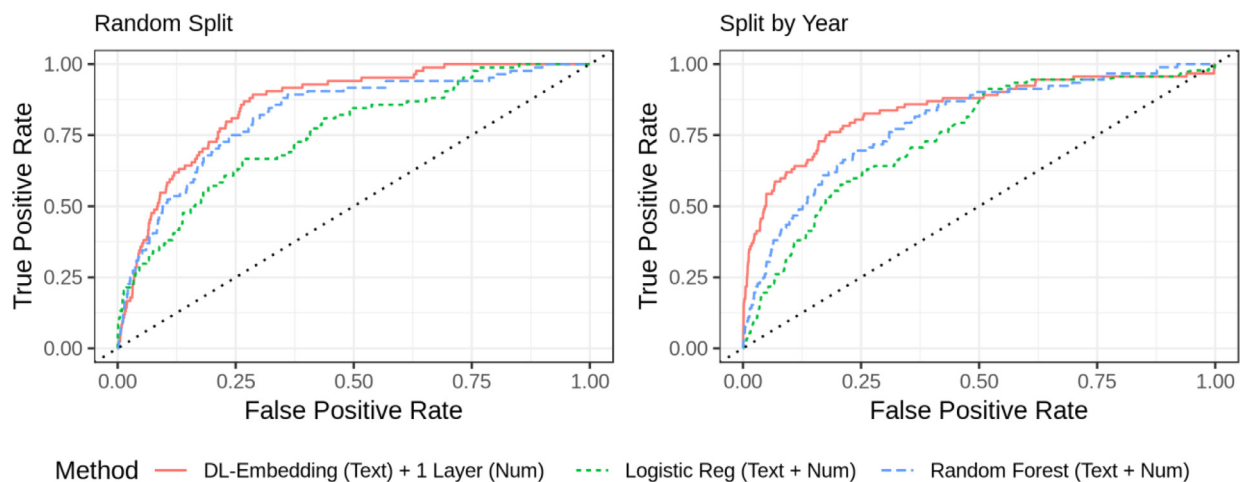 Random Split
Split by Year
True Positive Rate
1.00
0.75
0.50
0.25
0.00
0.00 0.25 0.50 0.75 1.00
False Positive Rate
True Positive Rate
1.00
0.75
0.50
0.25
0.00
0.00 0.25 0.50 0.75 1.00
False Positive Rate
Method DL-Embedding (Text) + 1 Layer (Num) Logistic Reg (Text + Num) Random Forest (Text + Num)